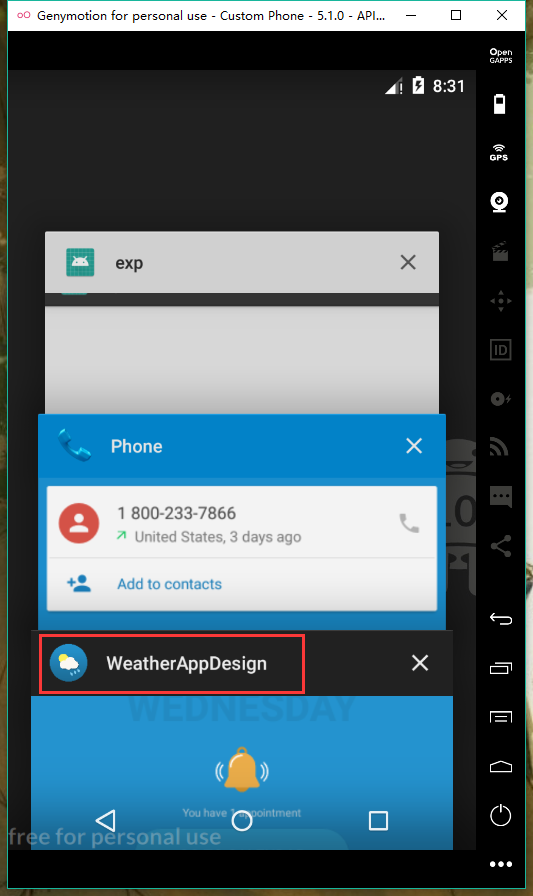 Genymotion for personal use - Custom Phone - 5.1.0 - API...
Open
GAPPS
8:31
GPS
exp
ID
Phone
1 800-233-7866
United States, 3 days ago
Add to contacts
WeatherAppDesign
WEDNESDAY
You have 1 appointment
free for personal use